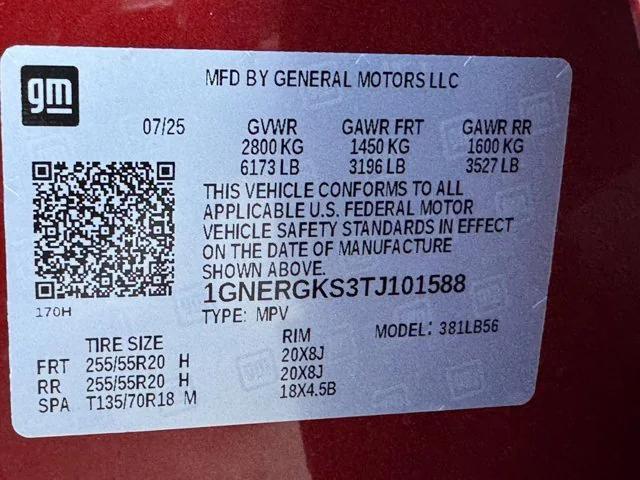 gm
MFD BY GENERAL MOTORS LLC
07/25 GVWR GAWR FRT GAWR RR
2800 KG 1450 KG 1600 KG
6173 LB 3196 LB 3527 LB
THIS VEHICLE CONFORMS TO ALL
APPLICABLE U.S. FEDERAL MOTOR
VEHICLE SAFETY STANDARDS IN EFFECT
ON THE DATE OF MANUFACTURE
SHOWN ABOVE.
1GNERGKS3TJ101588
170H
TYPE: MPV MODEL: 381LB56
TIRE SIZE RIM
FRT 255/55R20 H 20X8J
RR 255/55R20 H 20X8J
SPA T135/70R18 M 18X4.5B